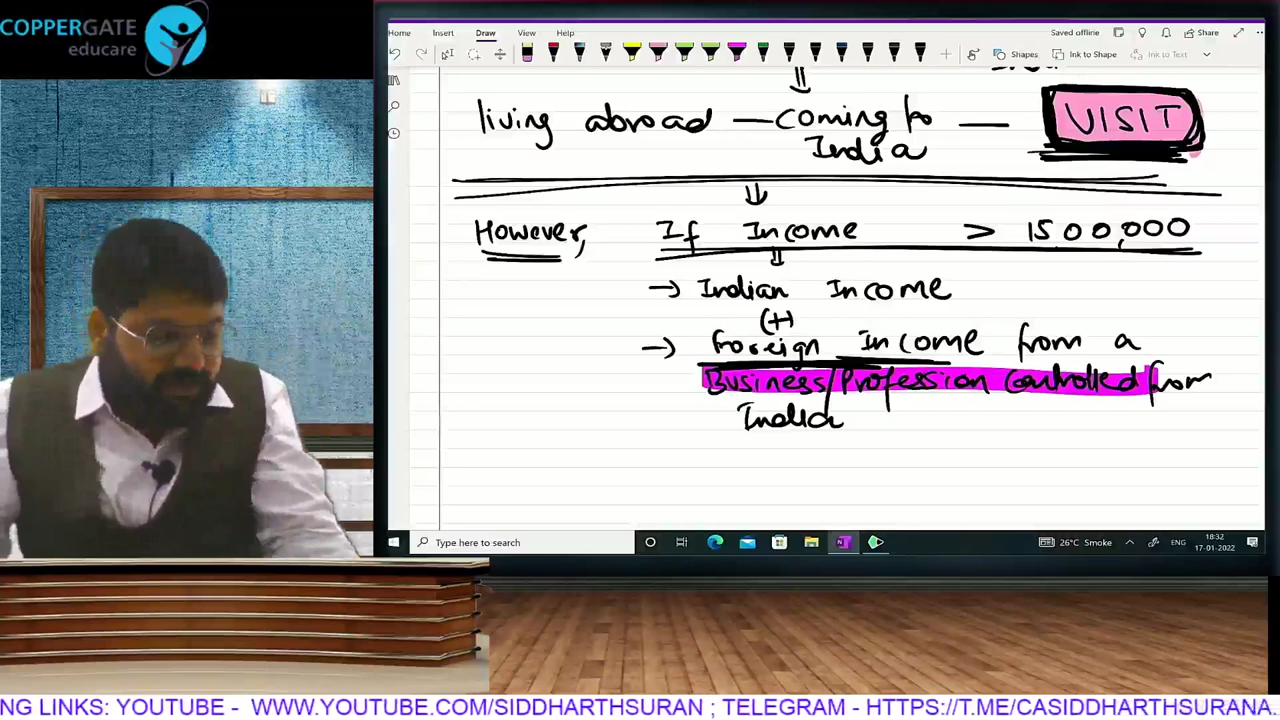 COPPERGATE
educare
Home Insert Draw View Help
Saved offline
Share
Shapes
Ink to Shape
Ink to Text
living abroad — coming to — VISIT
India
However, If Income > 15,00,000
→ Indian Income
(+)
→ Foreign Income from a
Business/Profession Controlled from
India
Type here to search
26°C Smoke
ENG
18:32
17-01-2022
NG LINKS: YOUTUBE - WWW.YOUTUBE.COM/SIDDHARTHSURAN ; TELEGRAM - HTTPS://T.ME/CASIDDHARTHSURANA.